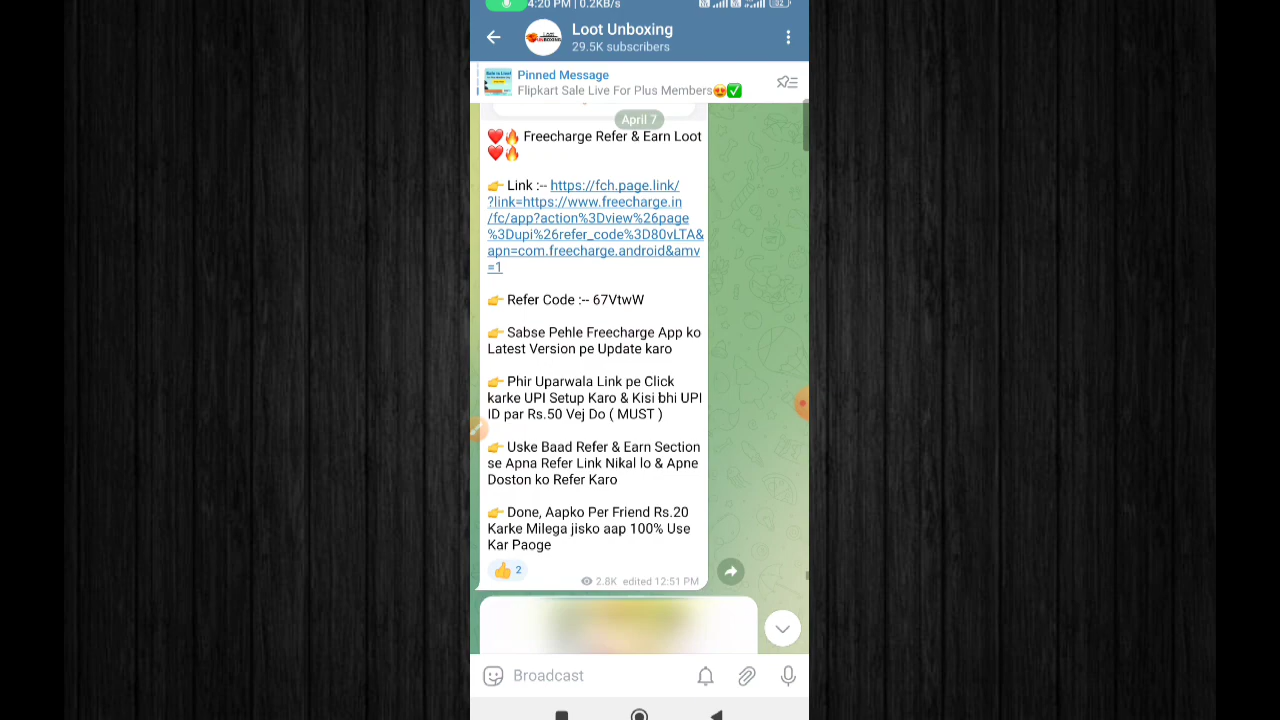 4:20 PM | 0.2KB/s
Loot Unboxing
29.5K subscribers
Pinned Message
Flipkart Sale Live For Plus Members😍✅
April 7
❤️🔥 Freecharge Refer & Earn Loot
❤️🔥
👉 Link :-- https://fch.page.link/
?link=https://www.freecharge.in
/fc/app?action%3Dview%26page
%3Dupi%26refer_code%3D80vLTA&
apn=com.freecharge.android&amv
=1
👉 Refer Code :-- 67VtwW
👉 Sabse Pehle Freecharge App ko
Latest Version pe Update karo
👉 Phir Uparwala Link pe Click
karke UPI Setup Karo & Kisi bhi UPI
ID par Rs.50 Vej Do ( MUST )
👉 Uske Baad Refer & Earn Section
se Apna Refer Link Nikal lo & Apne
Doston ko Refer Karo
👉 Done, Aapko Per Friend Rs.20
Karke Milega jisko aap 100% Use
Kar Paoge
👍 2
2.8K edited 12:51 PM
Broadcast